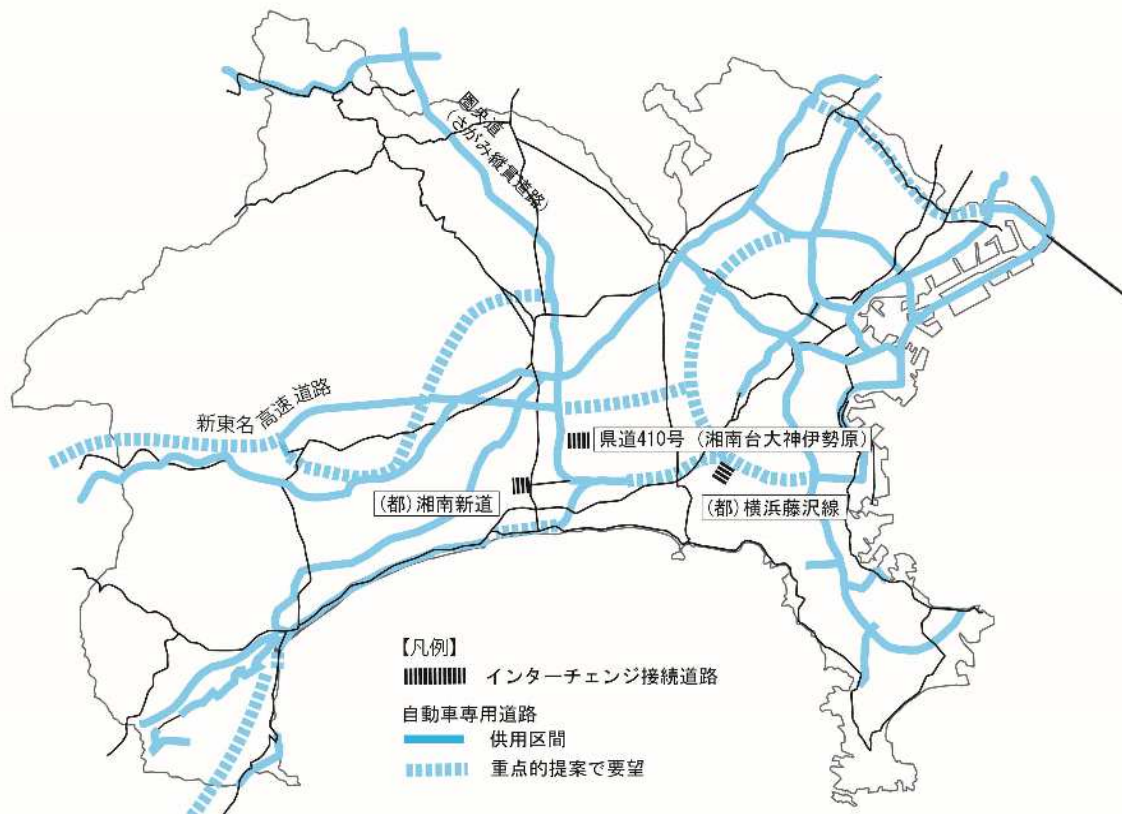 圏央道
(さがみ縦貫道路)
新東名高速道路
県道410号(湘南台大神伊勢原)
(都)湘南新道
(都)横浜藤沢線
【凡例】
インターチェンジ接続道路
自動車専用道路
供用区間
重点的提案で要望